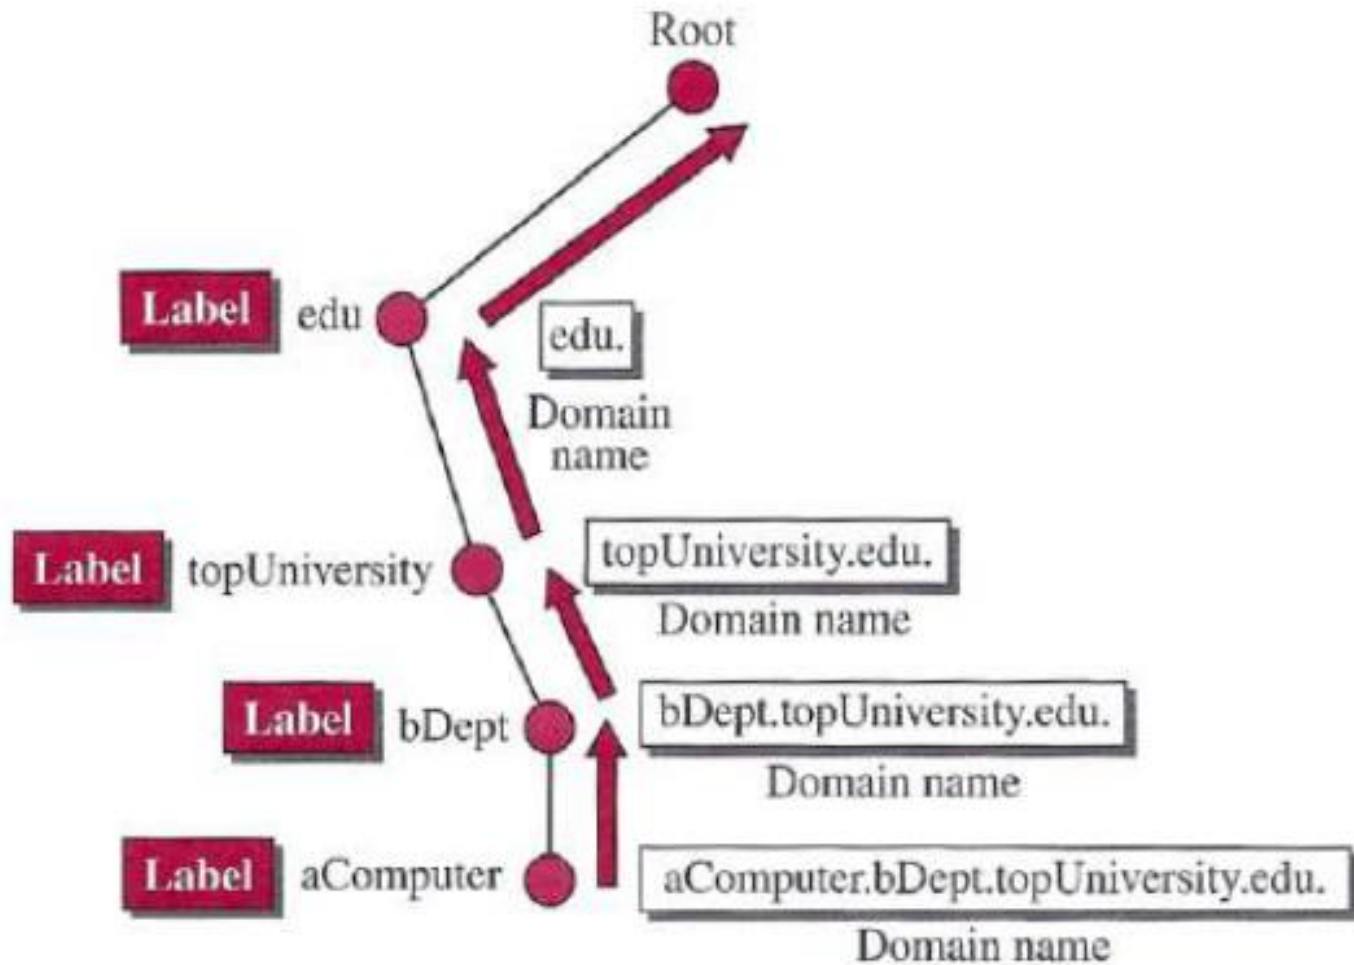 Root
Label edu
edu.
Domain
name
Label topUniversity
topUniversity.edu.
Domain name
Label bDept
bDept.topUniversity.edu.
Domain name
Label aComputer
aComputer.bDept.topUniversity.edu.
Domain name